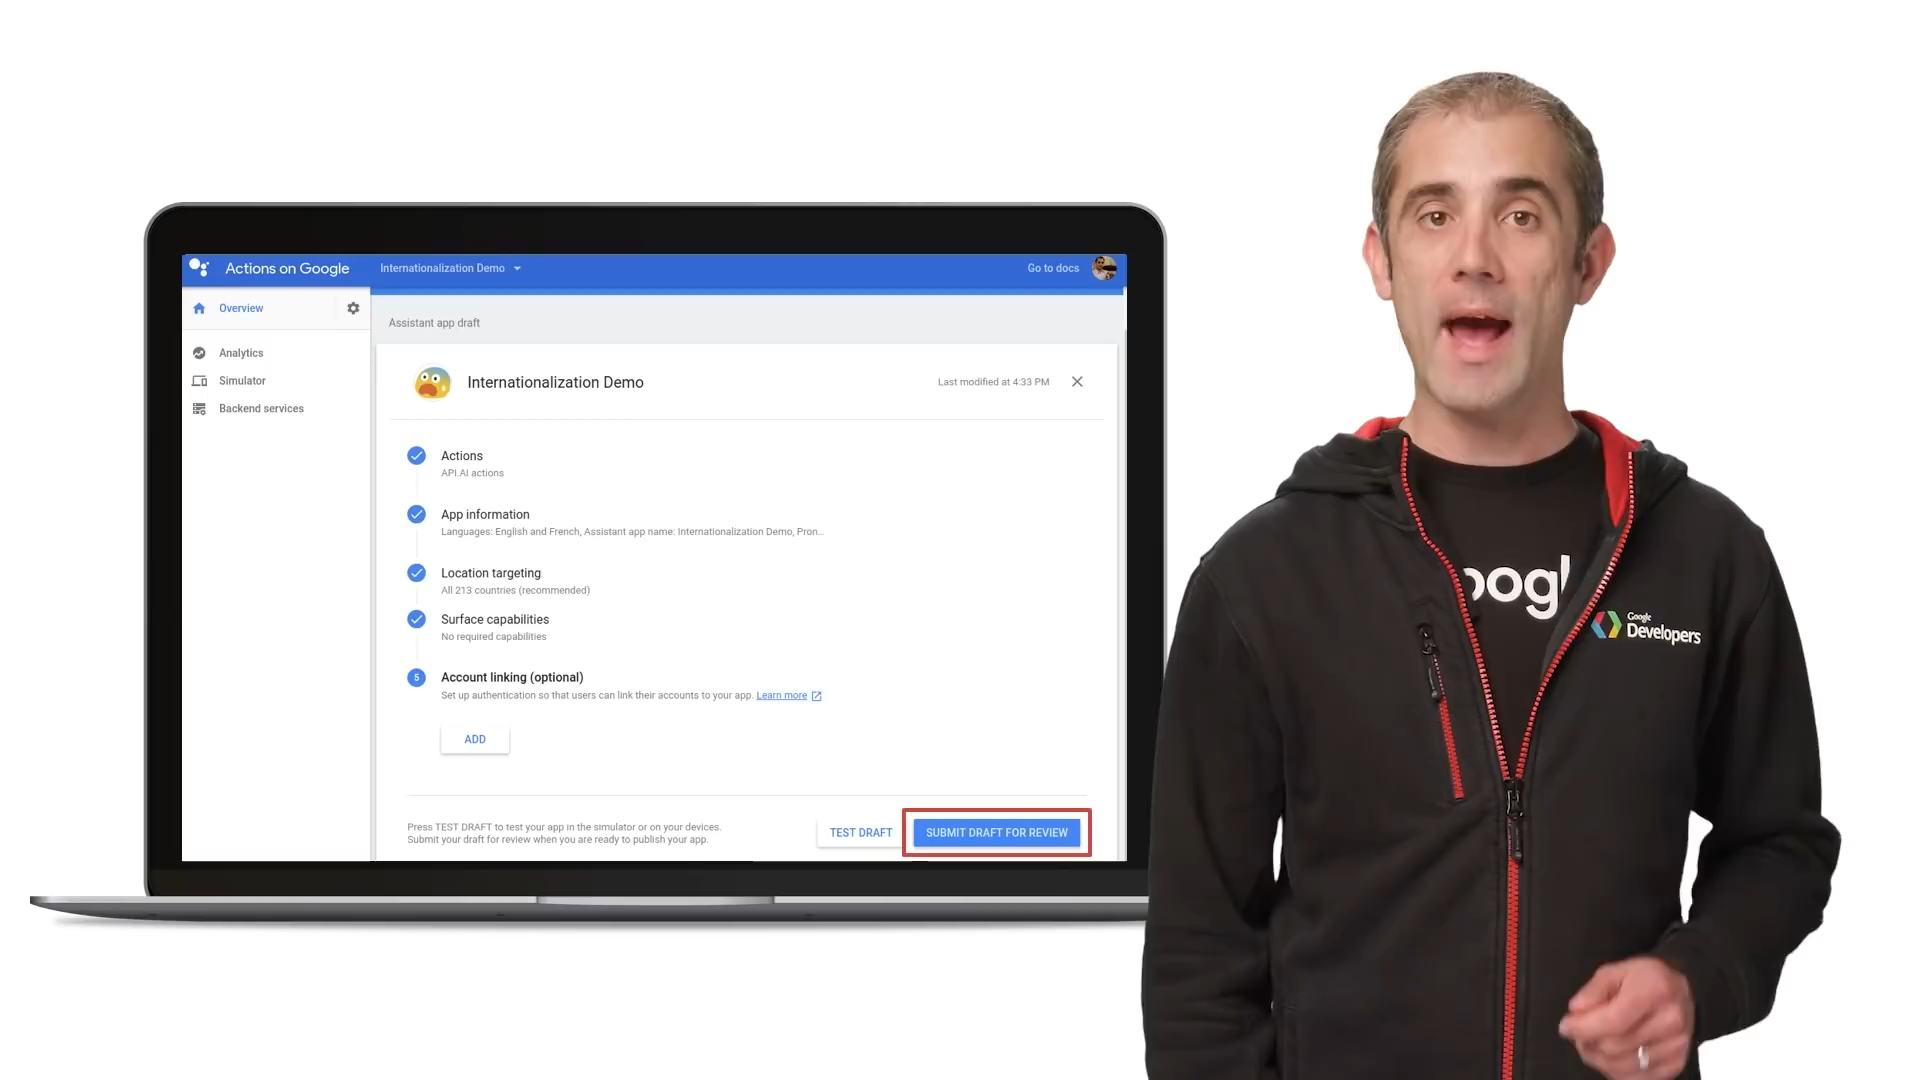 Actions on Google
Internationalization Demo
Go to docs
Overview
Analytics
Simulator
Backend services
Assistant app draft
Internationalization Demo
Last modified at 4:33 PM
Actions
API.AI actions
App information
Languages: English and French, Assistant app name: Internationalization Demo, Pron...
Location targeting
All 213 countries (recommended)
Surface capabilities
No required capabilities
5
Account linking (optional)
Set up authentication so that users can link their accounts to your app. Learn more
ADD
Press TEST DRAFT to test your app in the simulator or on your devices.
Submit your draft for review when you are ready to publish your app.
TEST DRAFT
SUBMIT DRAFT FOR REVIEW
oogl
Google
Developers